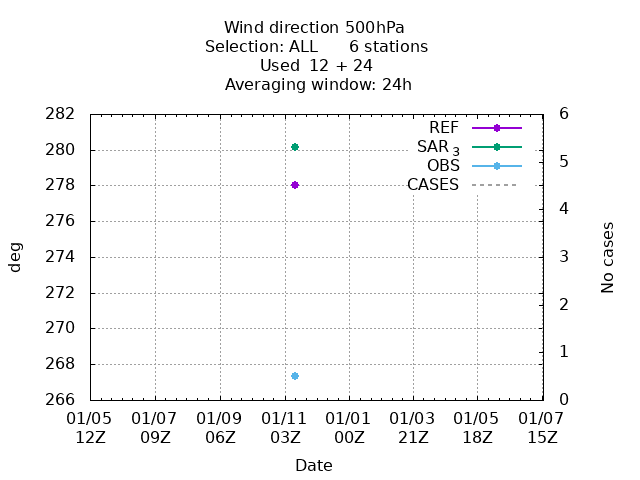 Wind direction 500hPa
Selection: ALL      6 stations
Used  12 + 24
Averaging window: 24h
282
280
278
276
274
272
270
268
266
6
5
4
3
2
1
0
deg
No cases
REF
SAR 3
OBS
CASES
01/05 01/07 01/09 01/11 01/01 01/03 01/05 01/07
12Z 09Z 06Z 03Z 00Z 21Z 18Z 15Z
Date